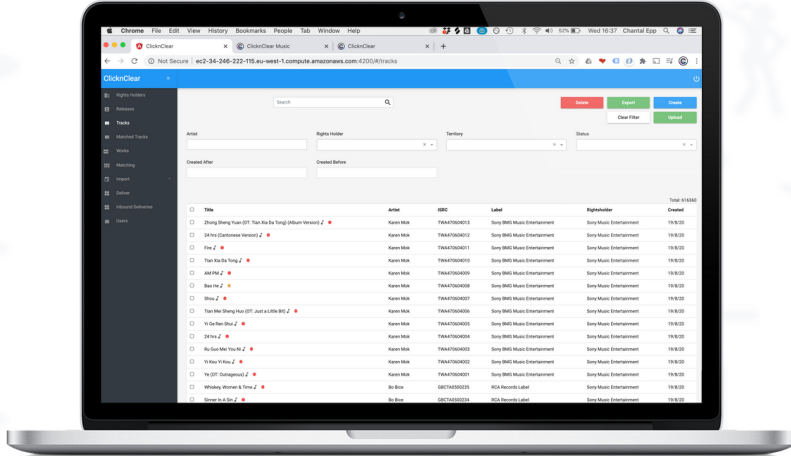 Chrome File Edit View History Bookmarks People Tab Window Help 52% Wed 16:37 Chantal Epp
ClicknClear × ClicknClear Music × ClicknClear × +
Not Secure | ec2-34-246-222-115.eu-west-1.compute.amazonaws.com:4200/#/tracks
ClicknClear
Rights Holders
Releases
Tracks
Matched Tracks
Works
Matching
Import
Deliver
Inbound Deliveries
Users
Search Delete Export Create
Clear Filter Upload
Artist Rights Holder Territory Status
Created After Created Before
Total: 616360
Title Artist ISRC Label Rightsholder Created
Zhong Sheng Yuan (OT: Tian Xia Da Tong) (Album Version) Karen Mok TWA470604013 Sony BMG Music Entertainment Sony Music Entertainment 19/8/20
24 hrs (Cantonese Version) Karen Mok TWA470604012 Sony BMG Music Entertainment Sony Music Entertainment 19/8/20
Fire Karen Mok TWA470604011 Sony BMG Music Entertainment Sony Music Entertainment 19/8/20
Tian Xia Da Tong Karen Mok TWA470604010 Sony BMG Music Entertainment Sony Music Entertainment 19/8/20
AM PM Karen Mok TWA470604009 Sony BMG Music Entertainment Sony Music Entertainment 19/8/20
Bao He Karen Mok TWA470604008 Sony BMG Music Entertainment Sony Music Entertainment 19/8/20
Shou Karen Mok TWA470604007 Sony BMG Music Entertainment Sony Music Entertainment 19/8/20
Tian Mei Sheng Huo (OT: Just a Little Bit) Karen Mok TWA470604006 Sony BMG Music Entertainment Sony Music Entertainment 19/8/20
Yi Ge Ren Shui Karen Mok TWA470604005 Sony BMG Music Entertainment Sony Music Entertainment 19/8/20
24 hrs Karen Mok TWA470604004 Sony BMG Music Entertainment Sony Music Entertainment 19/8/20
Ru Guo Mei You Ni Karen Mok TWA470604003 Sony BMG Music Entertainment Sony Music Entertainment 19/8/20
Yi Kou Yi Kou Karen Mok TWA470604002 Sony BMG Music Entertainment Sony Music Entertainment 19/8/20
Ye (OT: Outrageous) Karen Mok TWA470604001 Sony BMG Music Entertainment Sony Music Entertainment 19/8/20
Whiskey, Women & Time Bo Bice GBCTA0500235 RCA Records Label Sony Music Entertainment 19/8/20
Sinner In A Sin Bo Bice GBCTA0500234 RCA Records Label Sony Music Entertainment 19/8/20